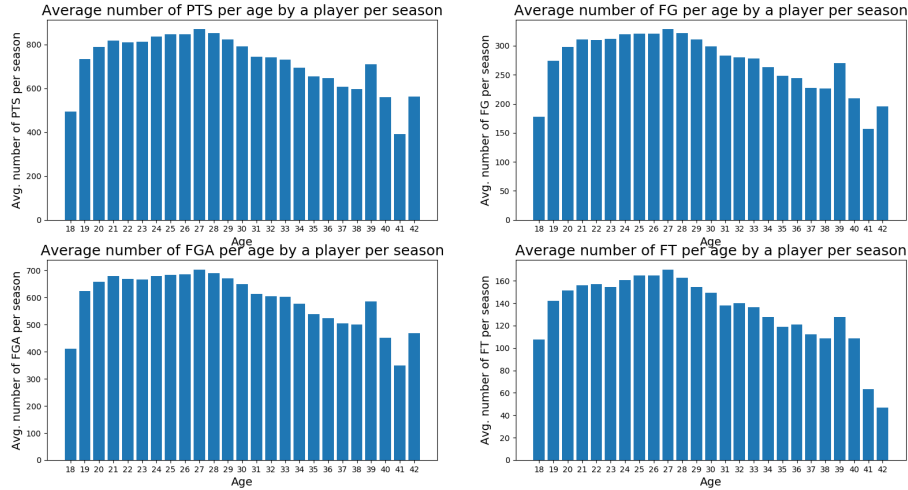 Average number of PTS per age by a player per season
Avg. number of PTS per season
800
600
400
200
0
18 19 20 21 22 23 24 25 26 27 28 29 30 31 32 33 34 35 36 37 38 39 40 41 42
Age
Average number of FG per age by a player per season
Avg. number of FG per season
300
250
200
150
100
50
0
18 19 20 21 22 23 24 25 26 27 28 29 30 31 32 33 34 35 36 37 38 39 40 41 42
Age
Average number of FGA per age by a player per season
Avg. number of FGA per season
700
600
500
400
300
200
100
0
18 19 20 21 22 23 24 25 26 27 28 29 30 31 32 33 34 35 36 37 38 39 40 41 42
Age
Average number of FT per age by a player per season
Avg. number of FT per season
160
140
120
100
80
60
40
20
0
18 19 20 21 22 23 24 25 26 27 28 29 30 31 32 33 34 35 36 37 38 39 40 41 42
Age